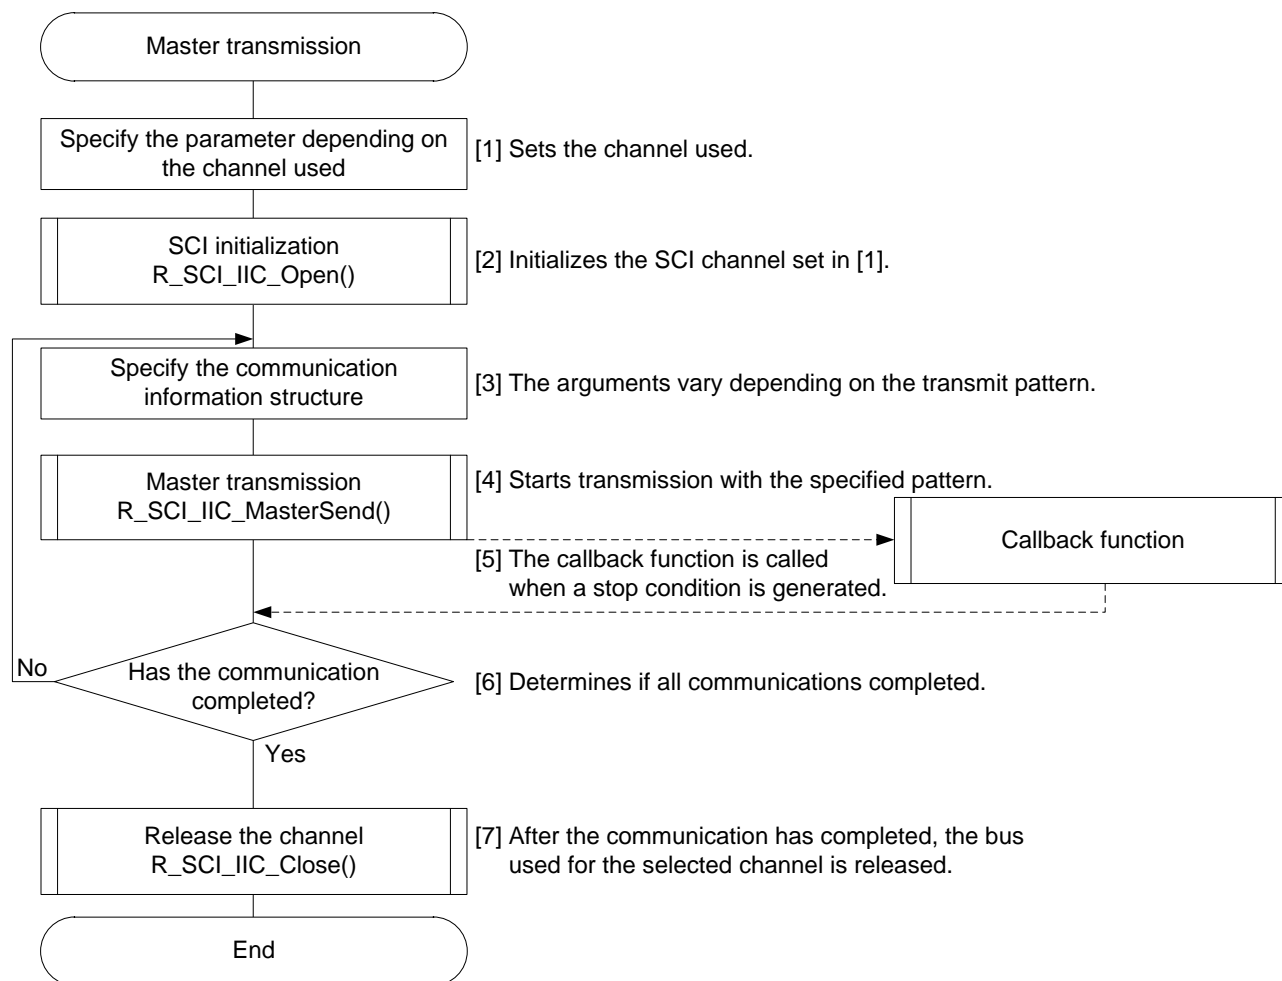 Master transmission
Specify the parameter depending on
the channel used
[1] Sets the channel used.
SCI initialization
R_SCI_IIC_Open()
[2] Initializes the SCI channel set in [1].
Specify the communication
information structure
[3] The arguments vary depending on the transmit pattern.
Master transmission
R_SCI_IIC_MasterSend()
[4] Starts transmission with the specified pattern.
Callback function
[5] The callback function is called
when a stop condition is generated.
No
Has the communication
completed?
[6] Determines if all communications completed.
Yes
Release the channel
R_SCI_IIC_Close()
[7] After the communication has completed, the bus
used for the selected channel is released.
End